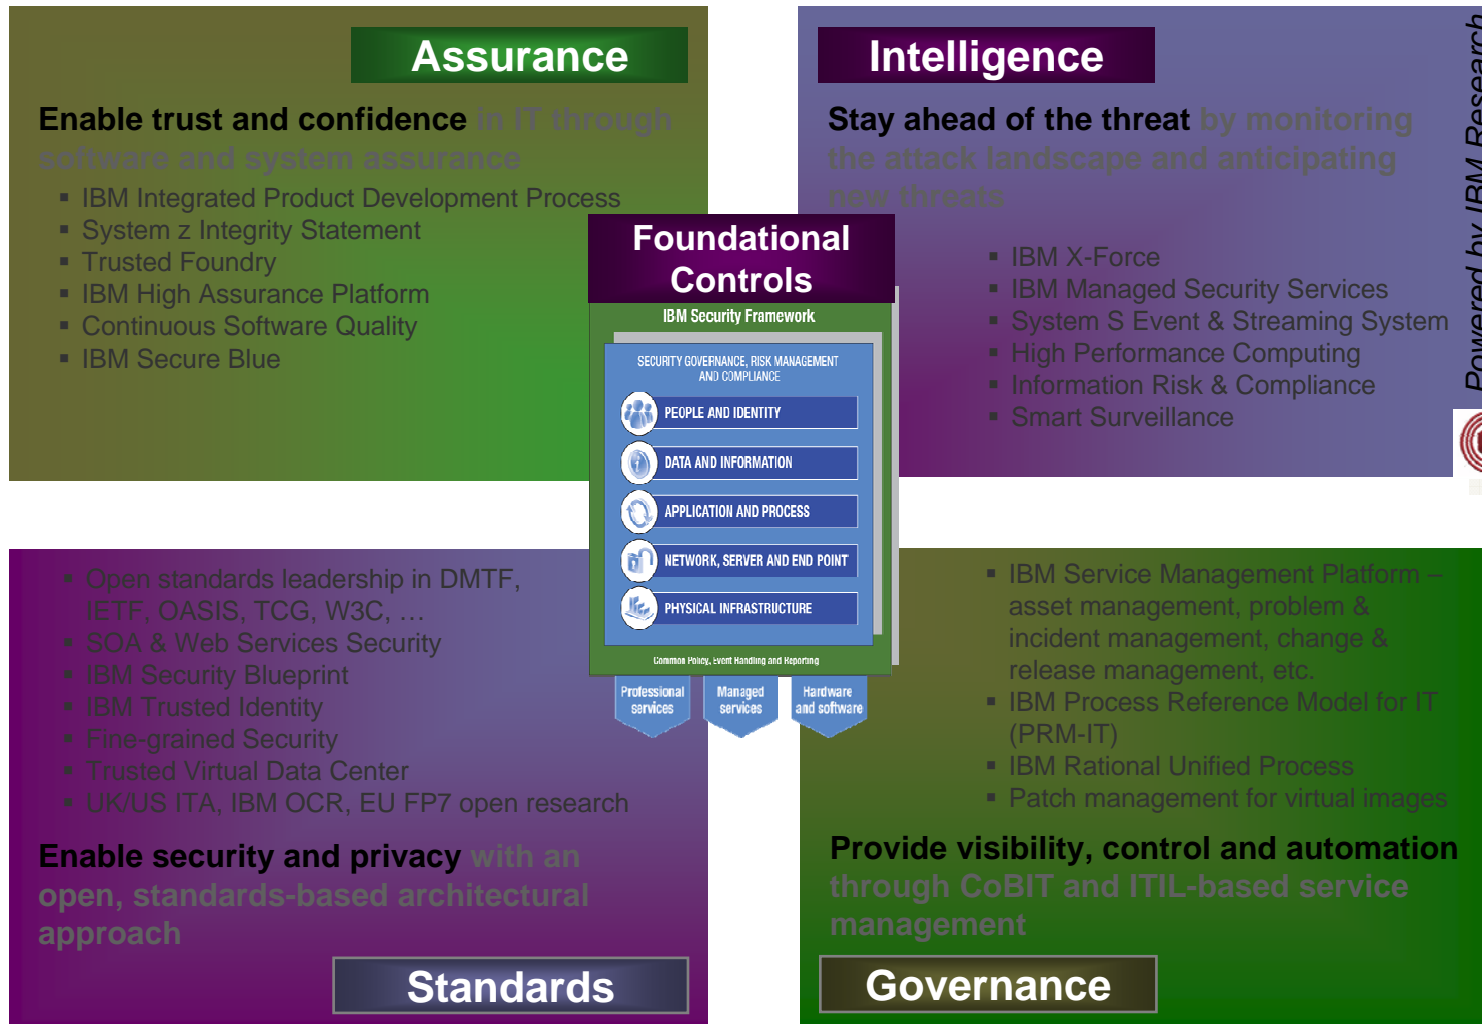 Assurance
Enable trust and confidence in IT through
software and system assurance
▪ IBM Integrated Product Development Process
▪ System z Integrity Statement
▪ Trusted Foundry
▪ IBM High Assurance Platform
▪ Continuous Software Quality
▪ IBM Secure Blue
Intelligence
Stay ahead of the threat by monitoring
the attack landscape and anticipating
new threats
▪ IBM X-Force
▪ IBM Managed Security Services
▪ System S Event & Streaming System
▪ High Performance Computing
▪ Information Risk & Compliance
▪ Smart Surveillance
Powered by IBM Research
Foundational
Controls
IBM Security Framework
SECURITY GOVERNANCE, RISK MANAGEMENT
AND COMPLIANCE
PEOPLE AND IDENTITY
DATA AND INFORMATION
APPLICATION AND PROCESS
NETWORK, SERVER AND END POINT
PHYSICAL INFRASTRUCTURE
Common Policy, Event Handling and Reporting
Professional
services
Managed
services
Hardware
and software
▪ Open standards leadership in DMTF,
IETF, OASIS, TCG, W3C, …
▪ SOA & Web Services Security
▪ IBM Security Blueprint
▪ IBM Trusted Identity
▪ Fine-grained Security
▪ Trusted Virtual Data Center
▪ UK/US ITA, IBM OCR, EU FP7 open research
Enable security and privacy with an
open, standards-based architectural
approach
Standards
▪ IBM Service Management Platform –
asset management, problem &
incident management, change &
release management, etc.
▪ IBM Process Reference Model for IT
(PRM-IT)
▪ IBM Rational Unified Process
▪ Patch management for virtual images
Provide visibility, control and automation
through CoBIT and ITIL-based service
management
Governance